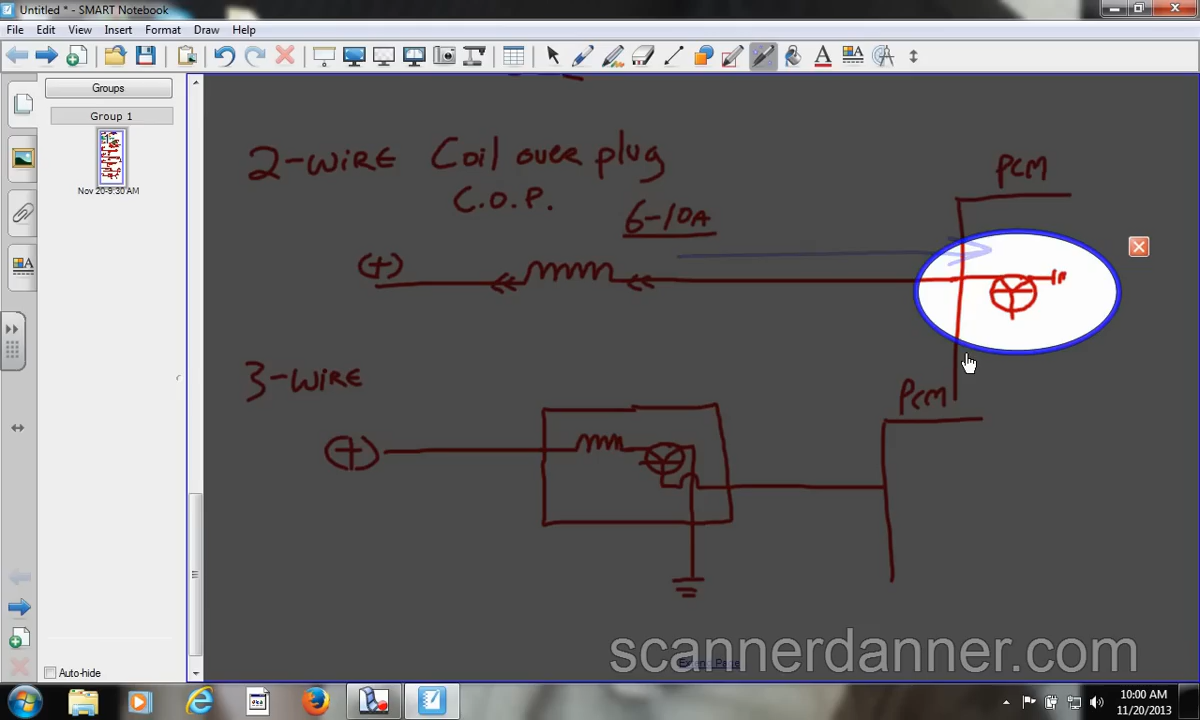 Untitled * - SMART Notebook
File Edit View Insert Format Draw Help
Groups
Group 1
Nov 20-9:30 AM
2-WIRE Coil over plug
C.O.P.
6-10A
PCM
3-WIRE
PCM
Extend Page
scannerdanner.com
Auto-hide
10:00 AM
11/20/2013